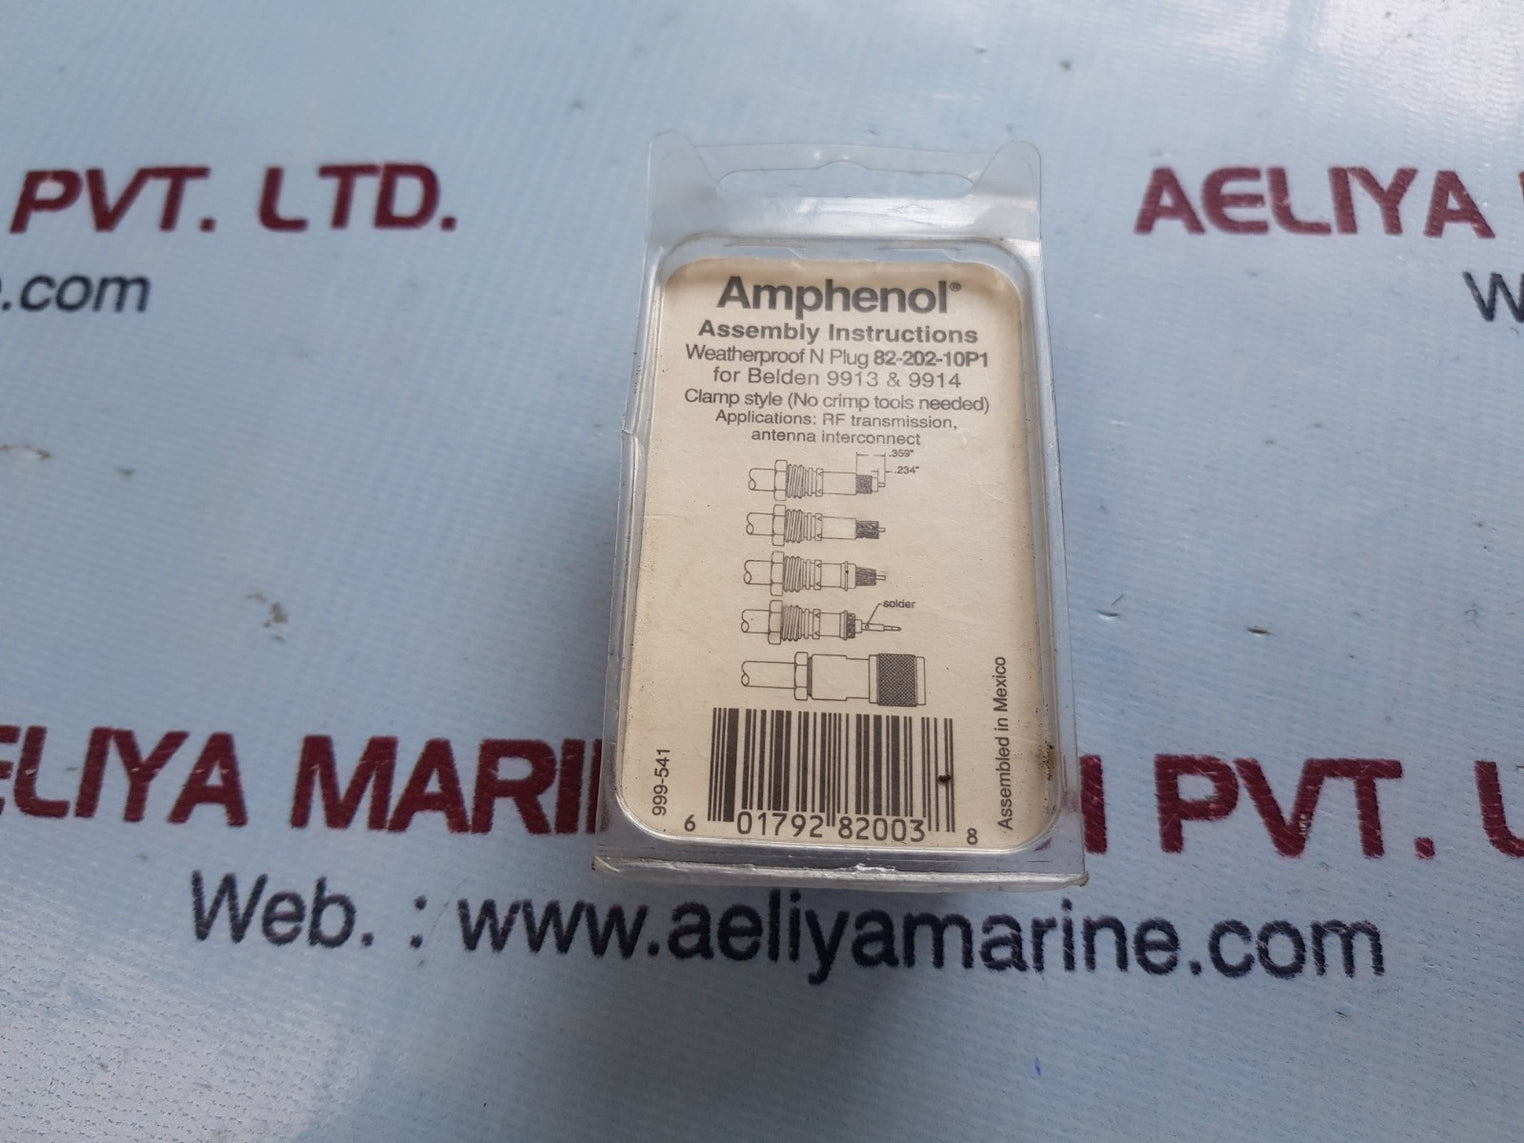 PVT. LTD.
AELIYA
.com
W
Amphenol®
Assembly Instructions
Weatherproof N Plug 82-202-10P1
for Belden 9913 & 9914
Clamp style (No crimp tools needed)
Applications: RF transmission,
antenna interconnect
.359"
.234"
solder
999-541
Assembled in Mexico
6 01792 82003 8
ELIYA MARI H PVT. L
Web. : www.aeliyamarine.com